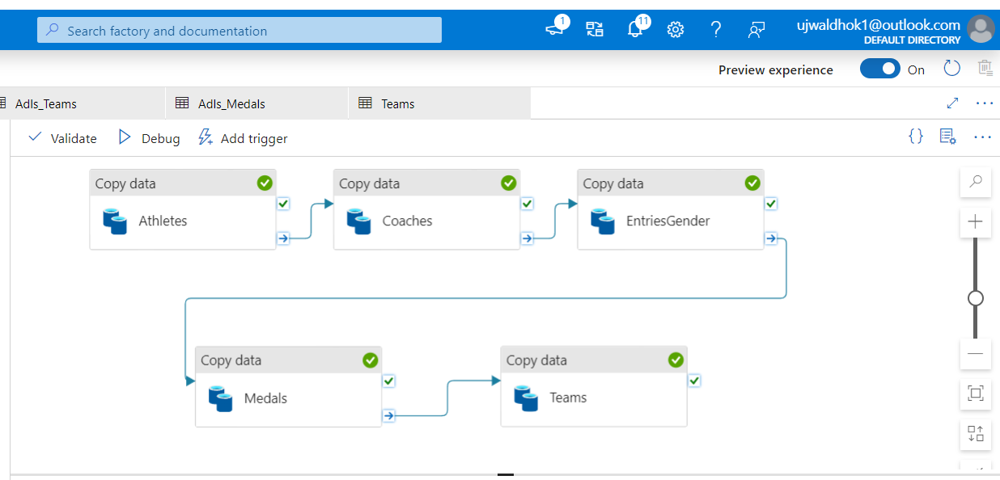 1
11
Search factory and documentation
ujwaldhok1@outlook.com
DEFAULT DIRECTORY
Preview experience On
Adls_Teams Adls_Medals Teams
Validate Debug Add trigger
Copy data Copy data Copy data
Athletes Coaches EntriesGender
Copy data Copy data
Medals Teams